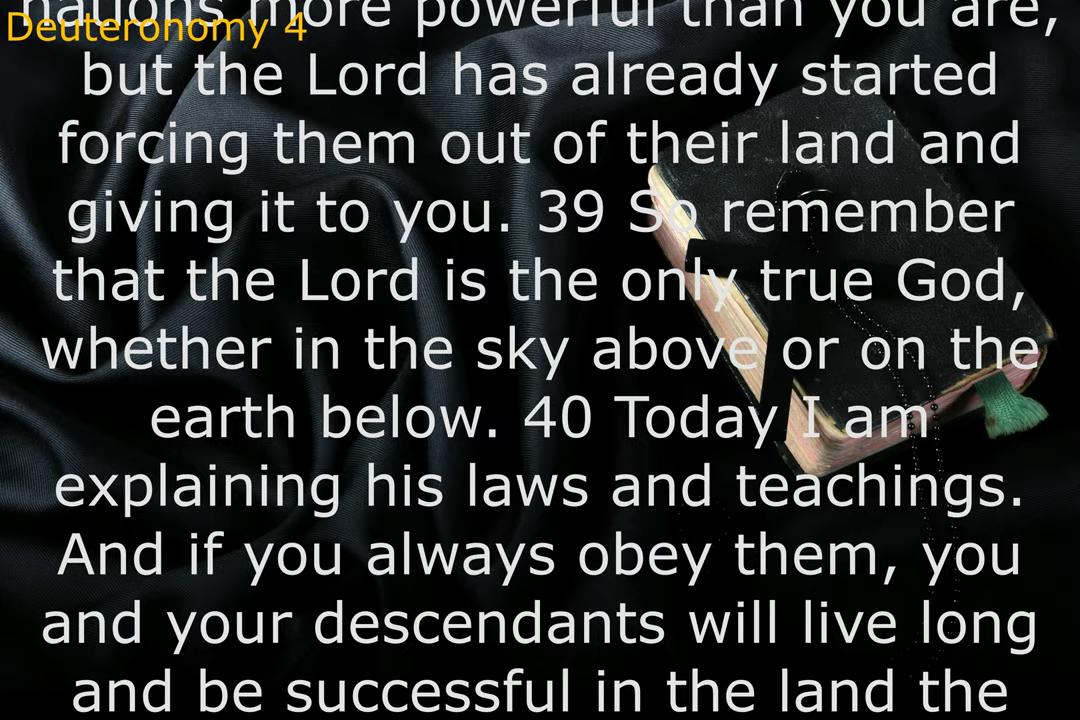 nations more powerful than you are,
Deuteronomy 4
but the Lord has already started
forcing them out of their land and
giving it to you. 39 So remember
that the Lord is the only true God,
whether in the sky above or on the
earth below. 40 Today I am
explaining his laws and teachings.
And if you always obey them, you
and your descendants will live long
and be successful in the land the